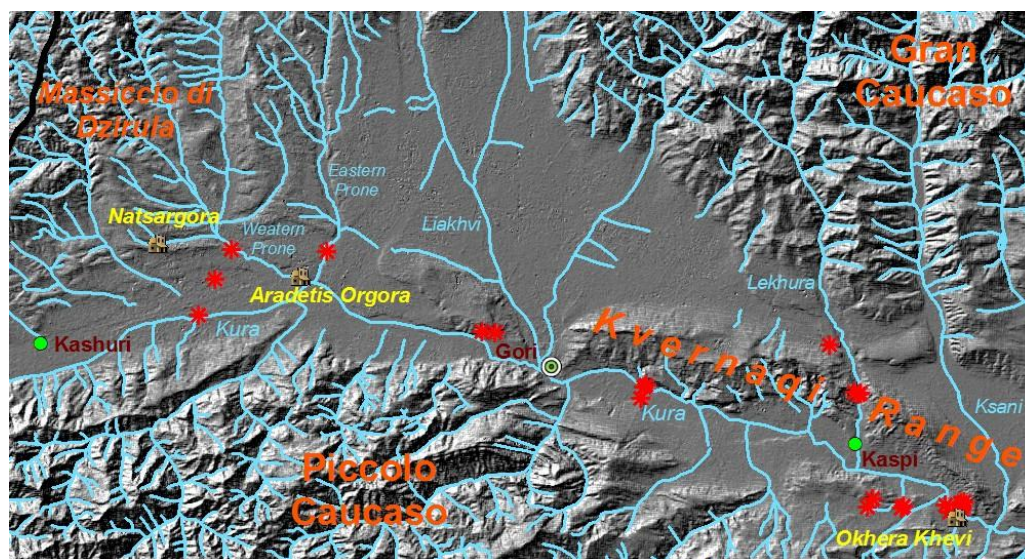 Gran
Caucaso
Massiccio di
Dzirula
Eastern
Prone
Natsargora
Weatern
Prone
Liakhvi
Lekhura
Aradetis Orgora
Kura
Kashuri
Gori
Kvernaqi Range
Kura
Ksani
Kaspi
Piccolo
Caucaso
Okhera Khevi